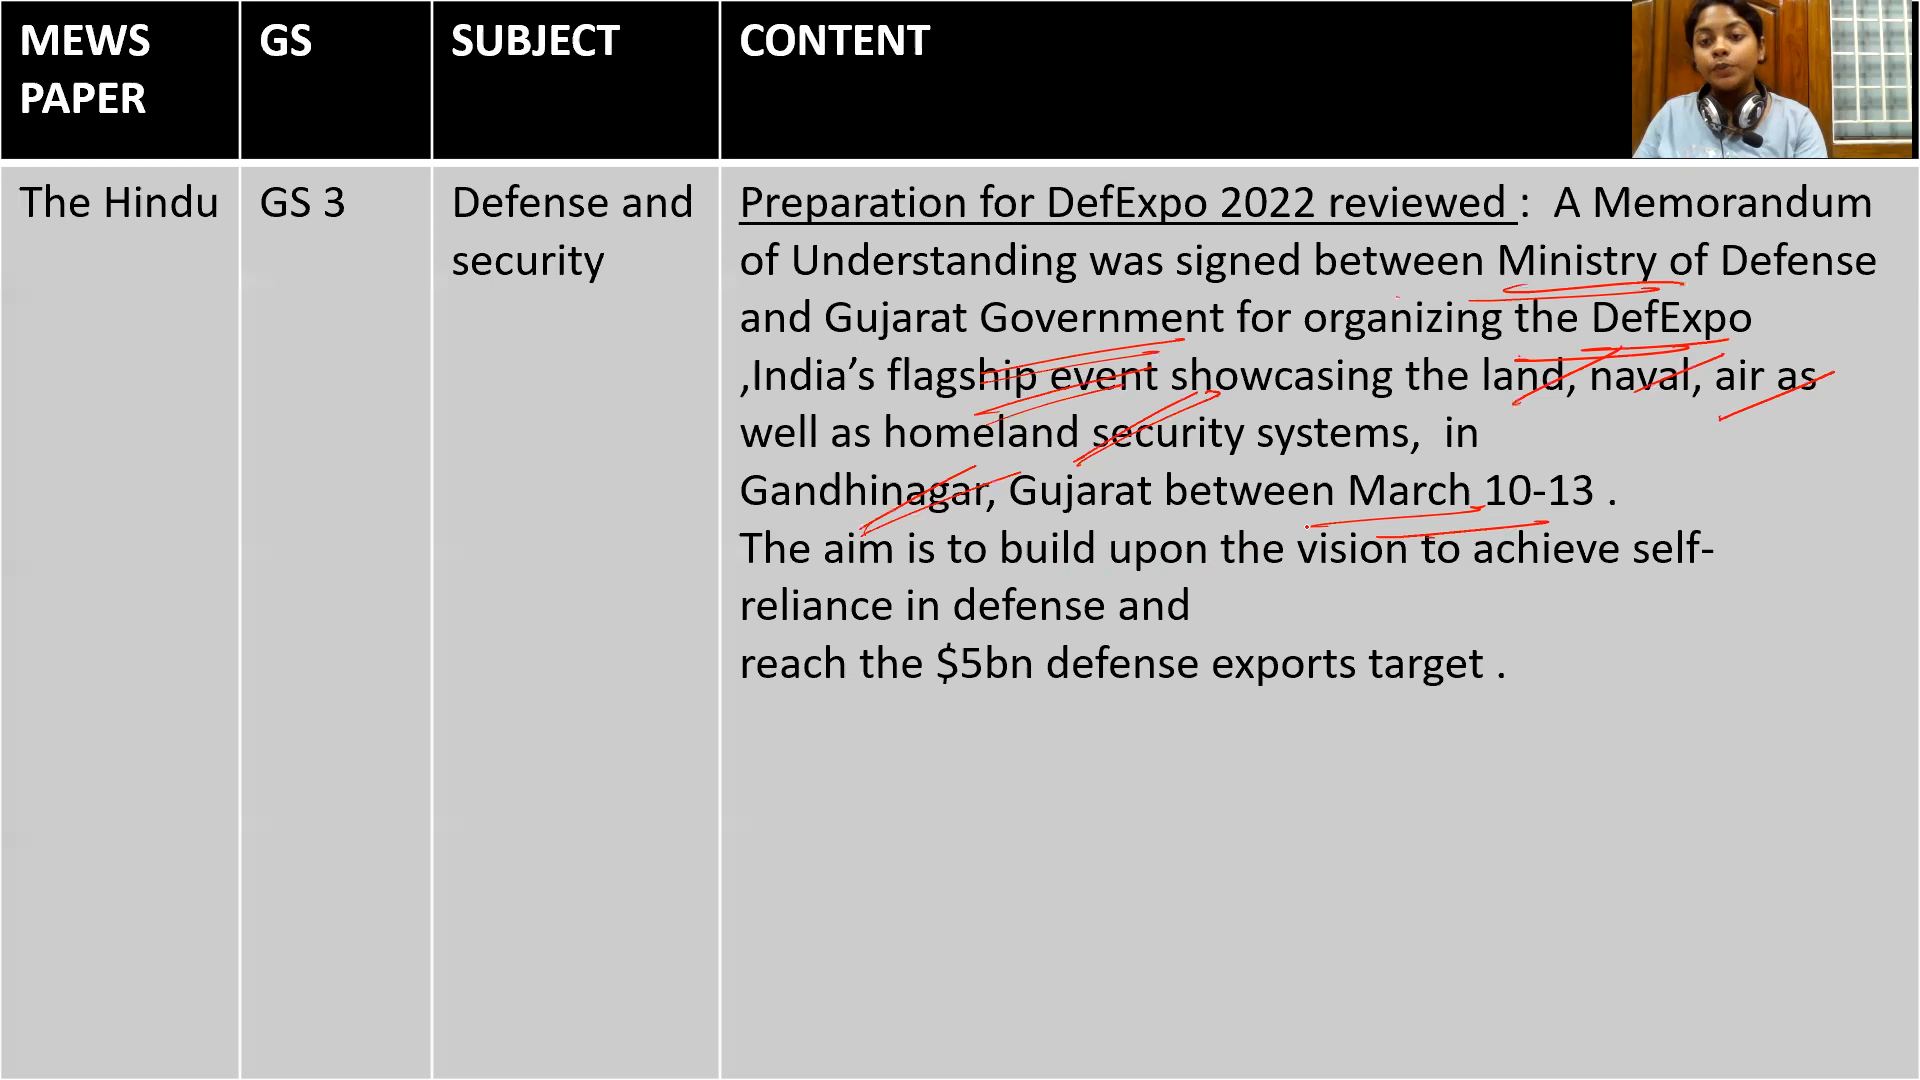 MEWS PAPER
GS
SUBJECT
CONTENT
The Hindu
GS 3
Defense and
security
Preparation for DefExpo 2022 reviewed :  A Memorandum
of Understanding was signed between Ministry of Defense
and Gujarat Government for organizing the DefExpo
,India’s flagship event showcasing the land, naval, air as
well as homeland security systems,  in
Gandhinagar, Gujarat between March 10-13 .
The aim is to build upon the vision to achieve self-
reliance in defense and
reach the $5bn defense exports target .